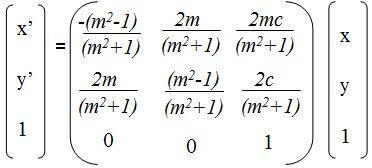 x’ = -(m²-1)/(m²+1) 2m/(m²+1) 2mc/(m²+1) x
y’ 2m/(m²+1) (m²-1)/(m²+1) 2c/(m²+1) y
1 0 0 1 1